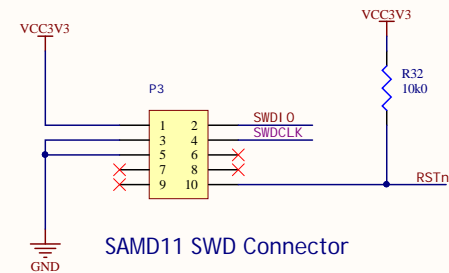 VCC3V3
VCC3V3
P3
R32
10k0
1 2 SWDIO
3 4 SWDCLK
5 6
7 8
9 10 RSTn
SAMD11 SWD Connector
GND